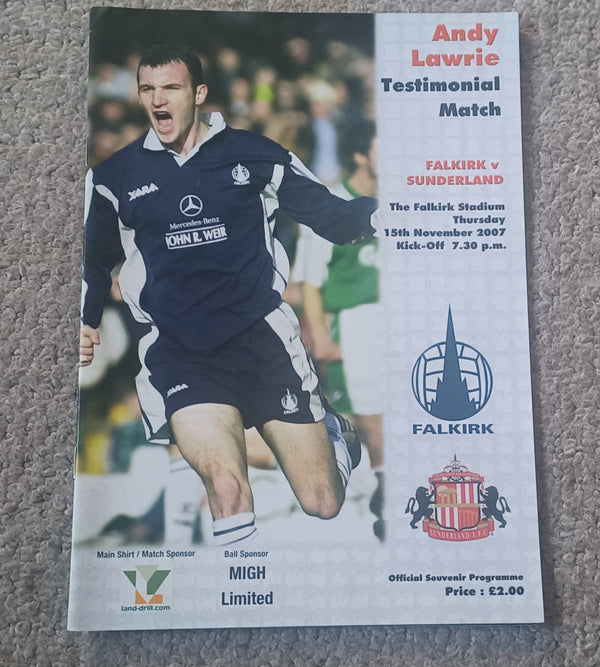 Andy
Lawrie
Testimonial
Match
FALKIRK v
SUNDERLAND
The Falkirk Stadium
Thursday
15th November 2007
Kick-Off 7.30 p.m.
XARA
FALKIRK
Mercedes-Benz
JOHN R. WEIR
XARA
FALKIRK
SUNDERLAND A.F.C
Main Shirt / Match Sponsor
land-drill.com
Ball Sponsor
MIGH
Limited
Official Souvenir Programme
Price : £2.00